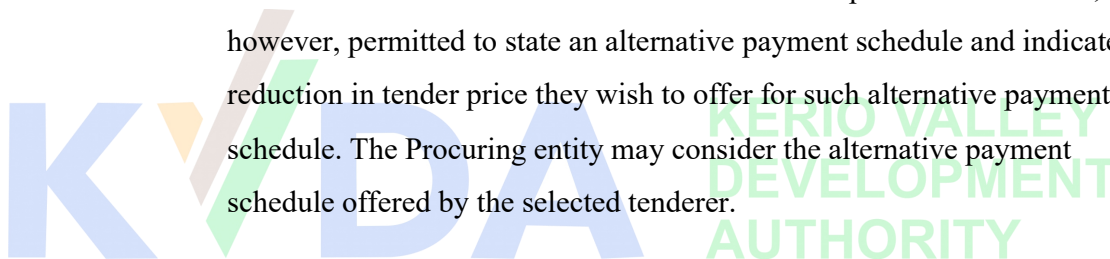 however, permitted to state an alternative payment schedule and indicate
reduction in tender price they wish to offer for such alternative payment
schedule. The Procuring entity may consider the alternative payment
schedule offered by the selected tenderer.
KVDA
KERIO VALLEY
DEVELOPMENT
AUTHORITY